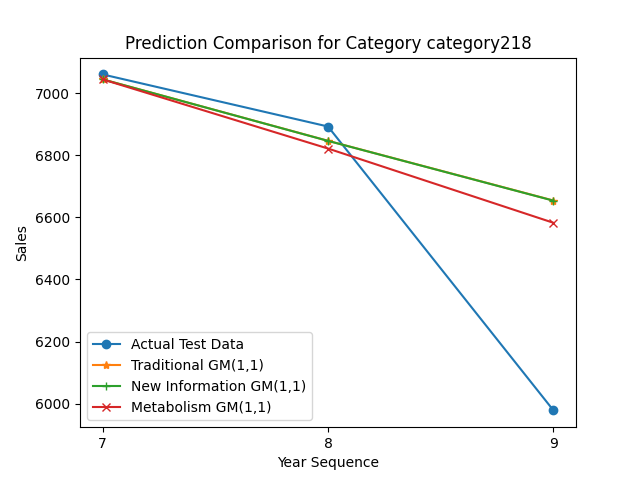 Prediction Comparison for Category category218
Sales
7000
6800
6600
6400
6200
6000
Actual Test Data
Traditional GM(1,1)
New Information GM(1,1)
Metabolism GM(1,1)
7
8
9
Year Sequence